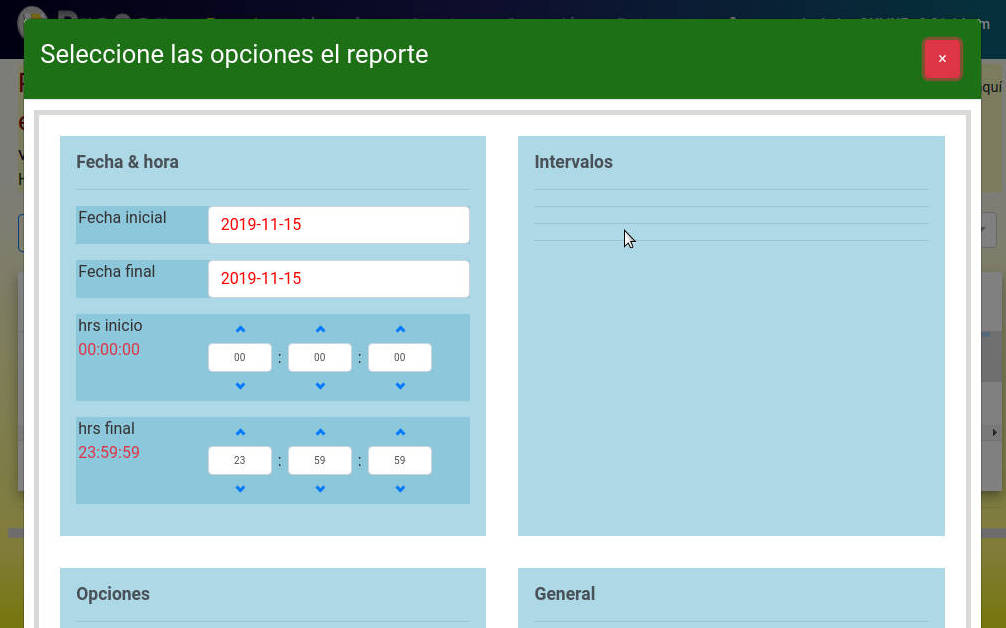 Seleccione las opciones el reporte
×
quí
Fecha & hora
Fecha inicial
2019-11-15
Fecha final
2019-11-15
hrs inicio
00:00:00
00 : 00 : 00
hrs final
23:59:59
23 : 59 : 59
Intervalos
Opciones
General